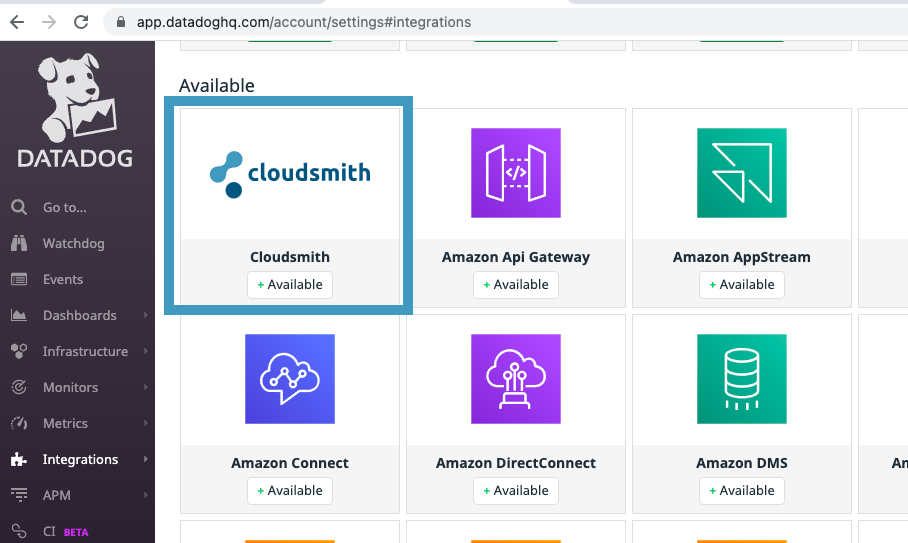 app.datadoghq.com/account/settings#integrations
DATADOG
Go to...
Watchdog
Events
Dashboards
Infrastructure
Monitors
Metrics
Integrations
APM
CI BETA
Available
cloudsmith
Cloudsmith
+ Available
</>
Amazon Api Gateway
+ Available
Amazon AppStream
+ Available
Amazon Connect
+ Available
Amazon DirectConnect
+ Available
Amazon DMS
+ Available